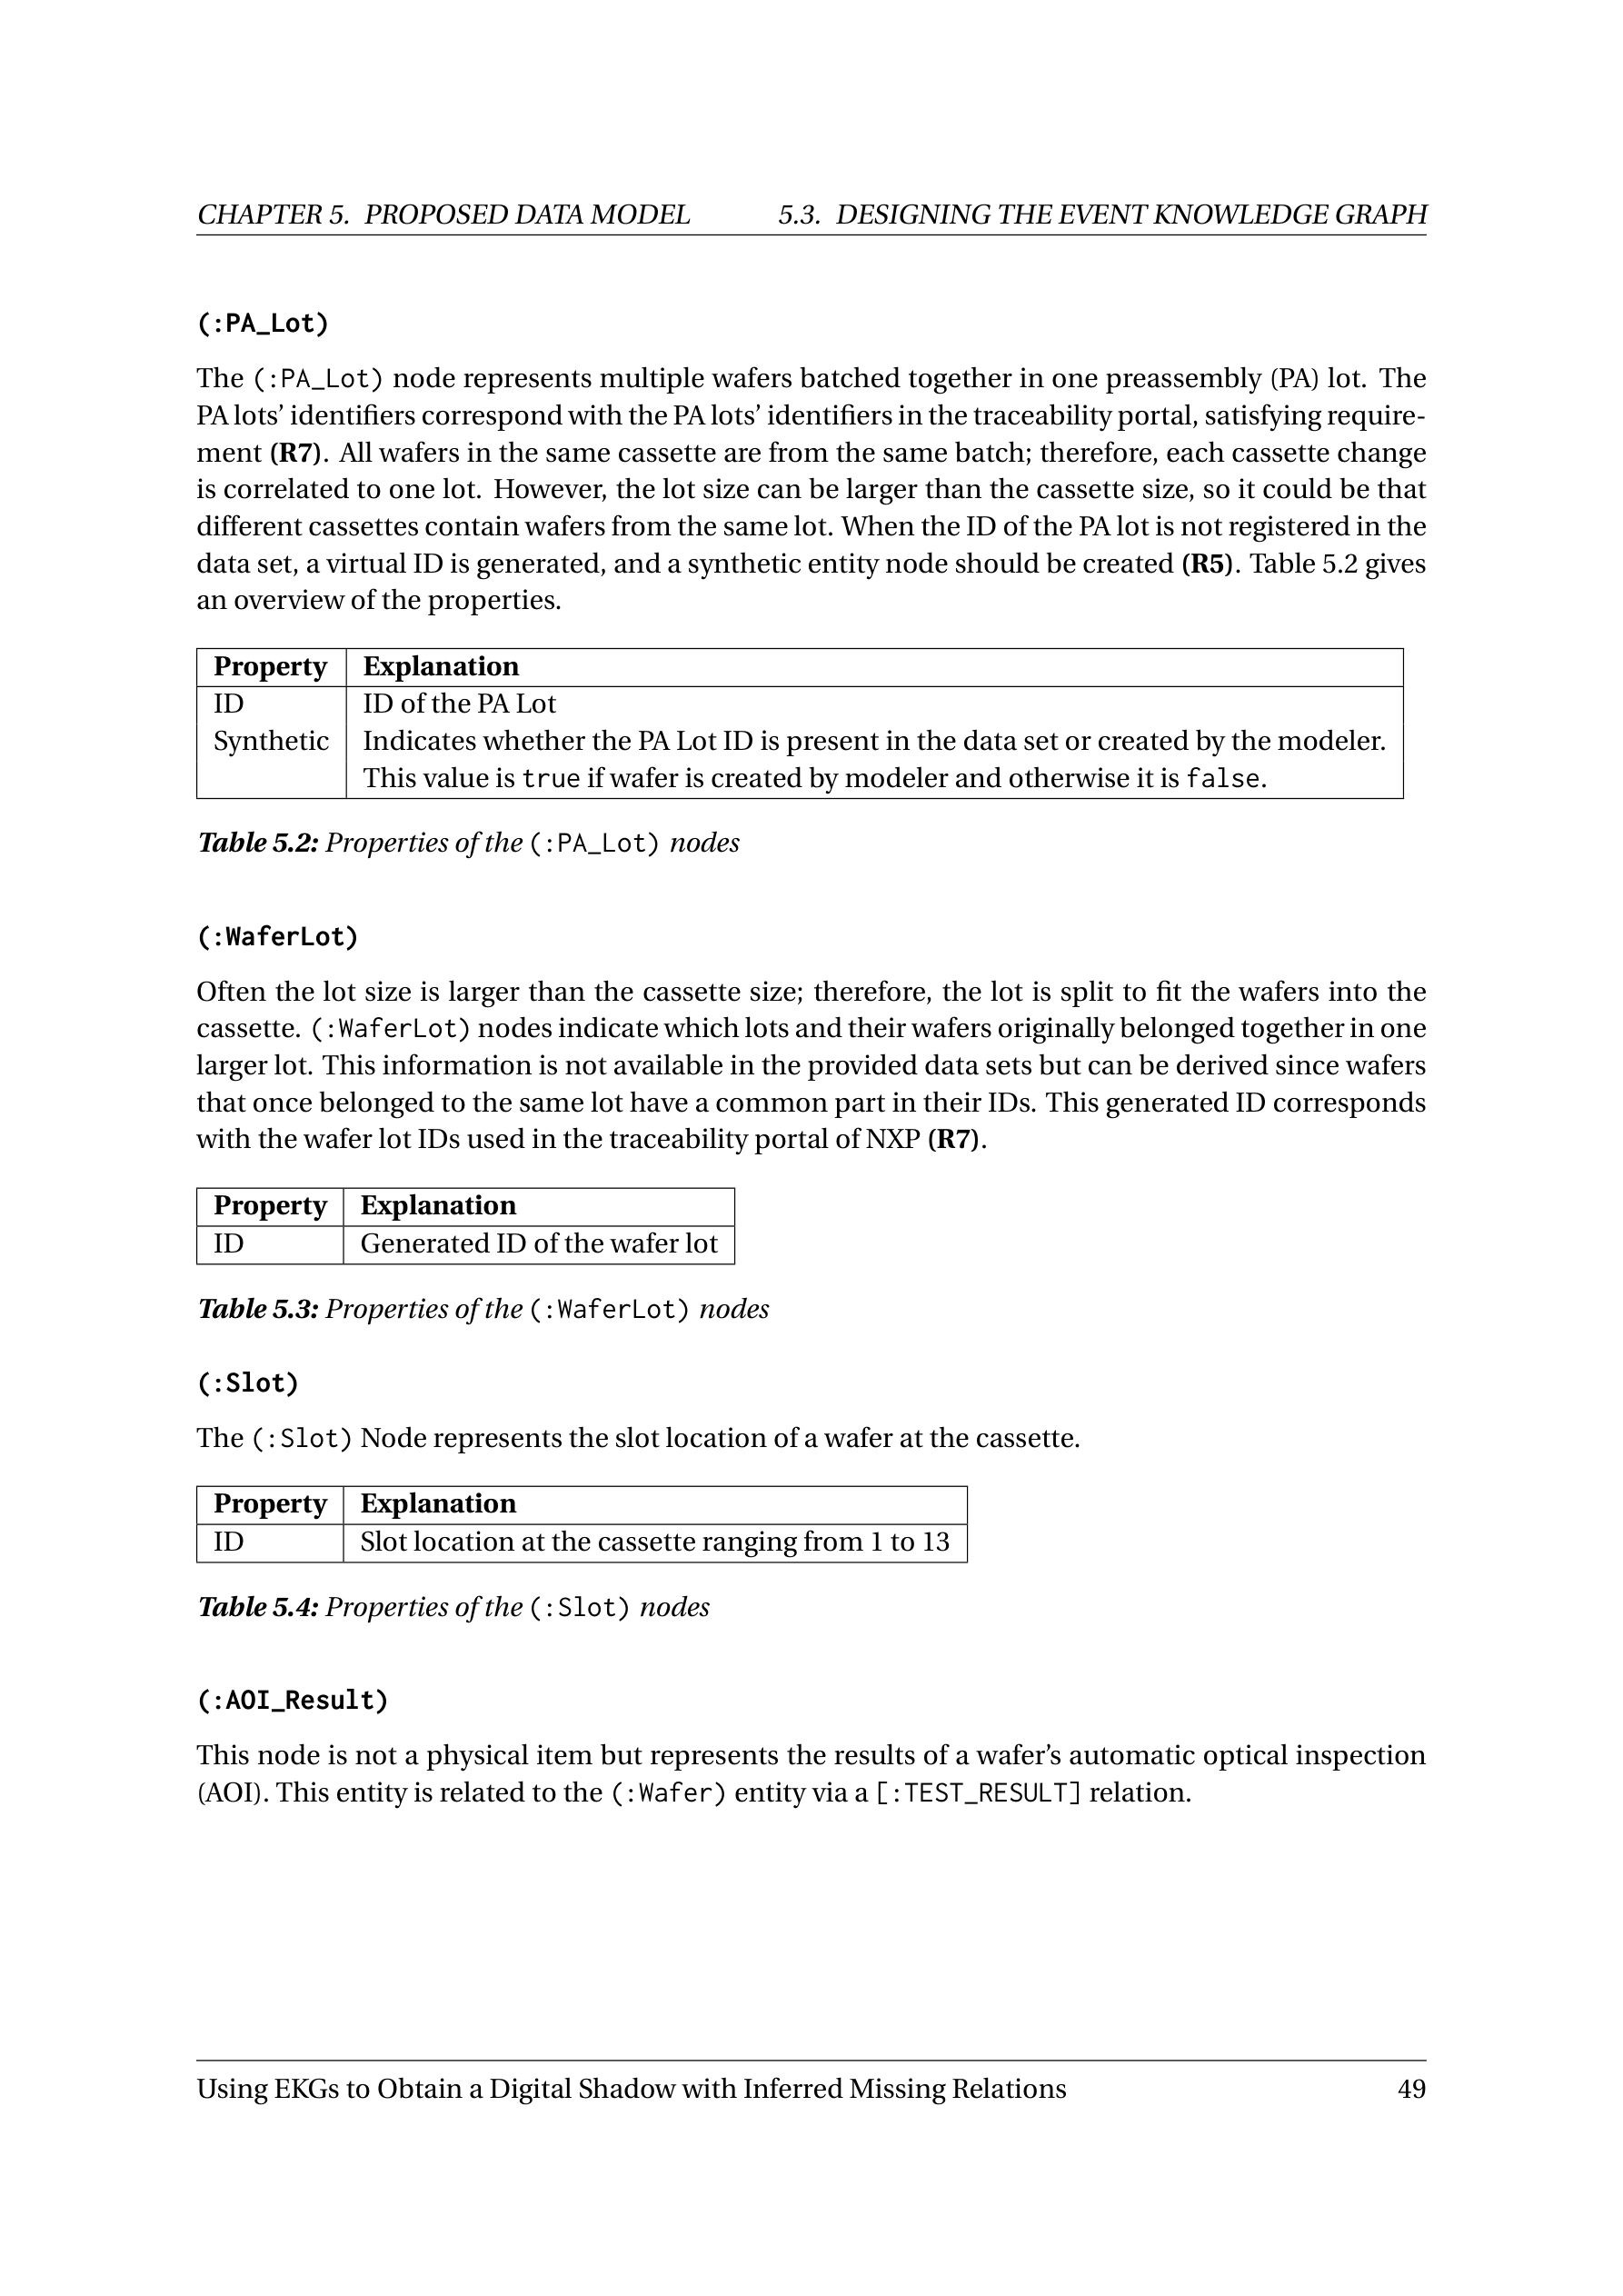 CHAPTER 5. PROPOSED DATA MODEL 5.3. DESIGNING THE EVENT KNOWLEDGE GRAPH
(:PA_Lot)
The (:PA_Lot) node represents multiple wafers batched together in one preassembly (PA) lot. The
PA lots’ identifiers correspond with the PA lots’ identifiers in the traceability portal, satisfying require-
ment (R7). All wafers in the same cassette are from the same batch; therefore, each cassette change
is correlated to one lot. However, the lot size can be larger than the cassette size, so it could be that
different cassettes contain wafers from the same lot. When the ID of the PA lot is not registered in the
data set, a virtual ID is generated, and a synthetic entity node should be created (R5). Table 5.2 gives
an overview of the properties.
Property Explanation
ID ID of the PA Lot
Synthetic Indicates whether the PA Lot ID is present in the data set or created by the modeler.
This value is true if wafer is created by modeler and otherwise it is false.
Table 5.2: Properties of the (:PA_Lot) nodes
(:WaferLot)
Often the lot size is larger than the cassette size; therefore, the lot is split to fit the wafers into the
cassette. (:WaferLot) nodes indicate which lots and their wafers originally belonged together in one
larger lot. This information is not available in the provided data sets but can be derived since wafers
that once belonged to the same lot have a common part in their IDs. This generated ID corresponds
with the wafer lot IDs used in the traceability portal of NXP (R7).
Property Explanation
ID Generated ID of the wafer lot
Table 5.3: Properties of the (:WaferLot) nodes
(:Slot)
The (:Slot) Node represents the slot location of a wafer at the cassette.
Property Explanation
ID Slot location at the cassette ranging from 1 to 13
Table 5.4: Properties of the (:Slot) nodes
(:AOI_Result)
This node is not a physical item but represents the results of a wafer’s automatic optical inspection
(AOI). This entity is related to the (:Wafer) entity via a [:TEST_RESULT] relation.
Using EKGs to Obtain a Digital Shadow with Inferred Missing Relations 49